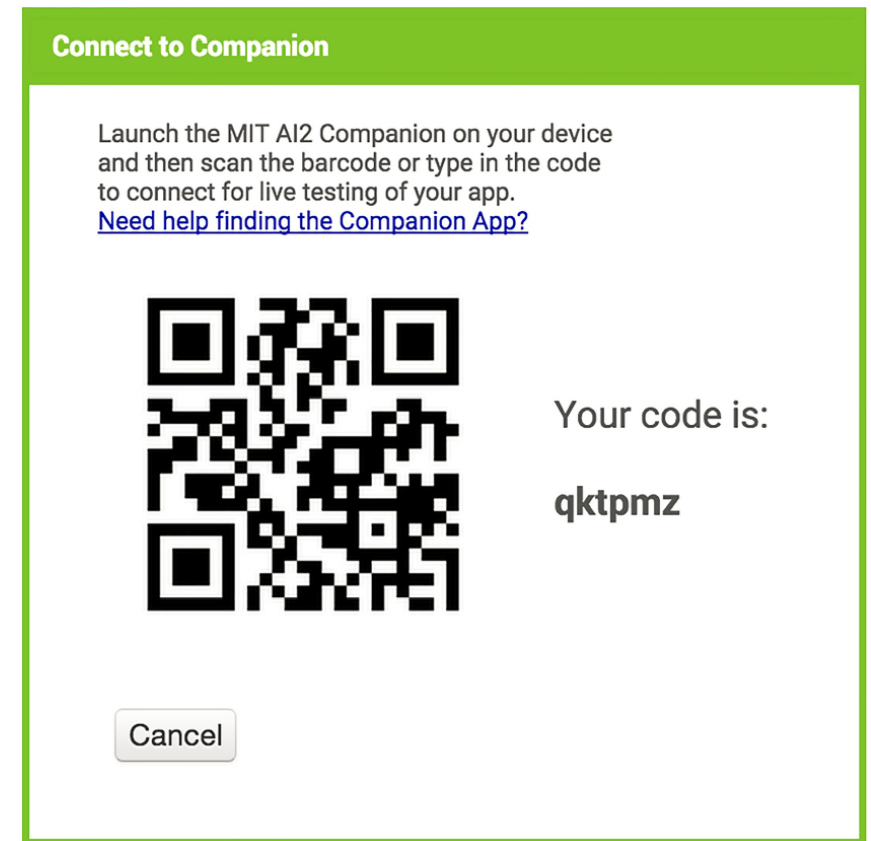 Connect to Companion
Launch the MIT AI2 Companion on your device
and then scan the barcode or type in the code
to connect for live testing of your app.
Need help finding the Companion App?
Your code is:
qktpmz
Cancel